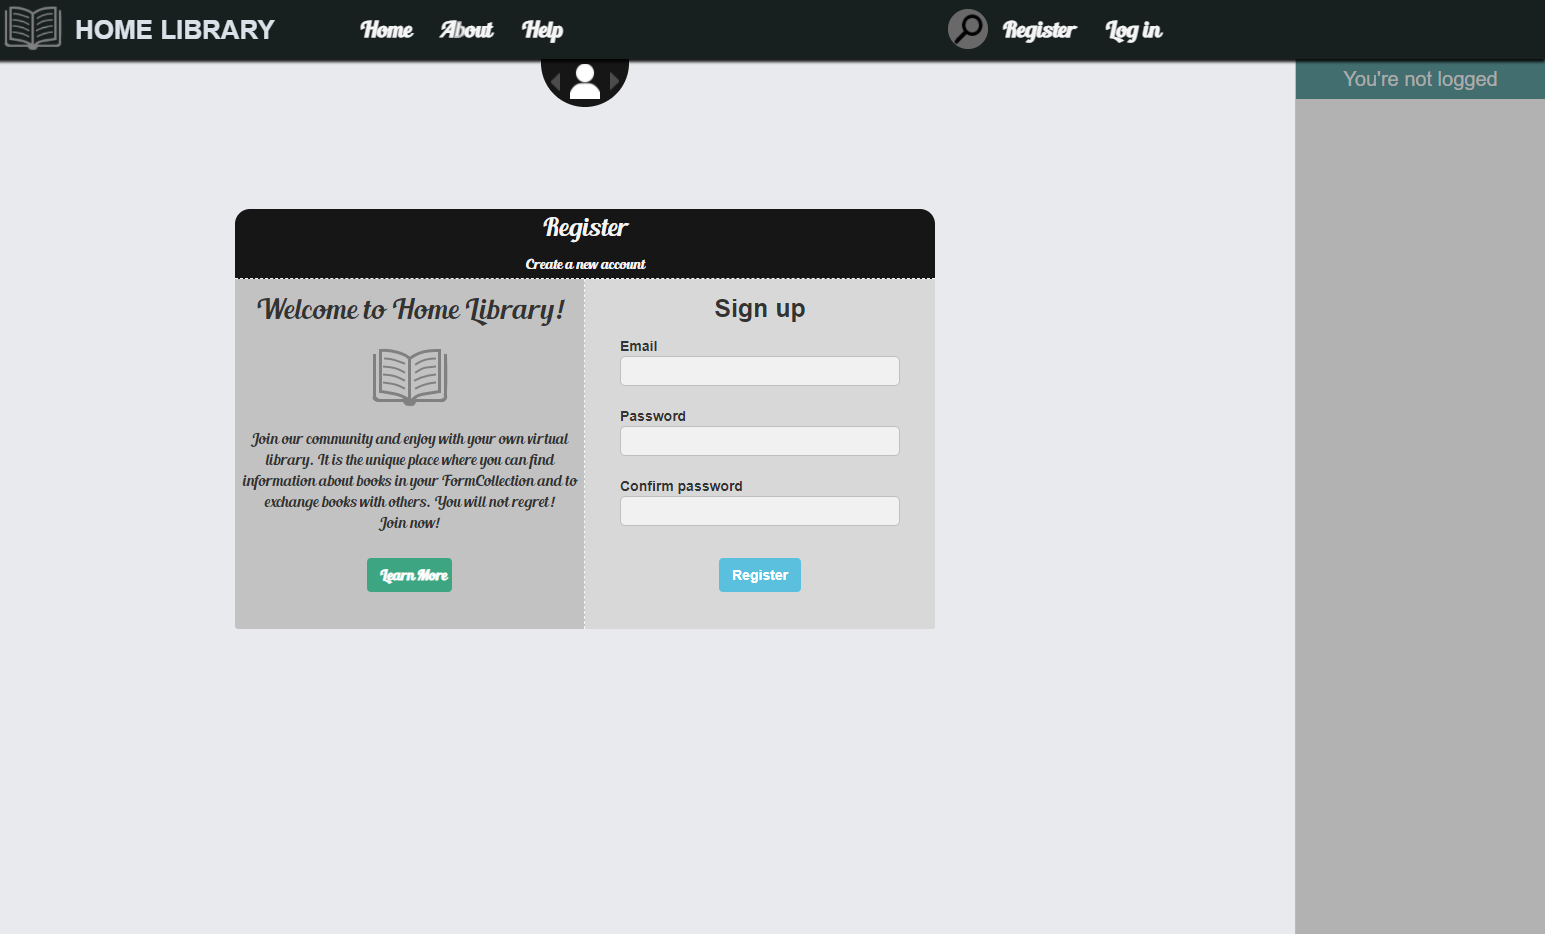 HOME LIBRARY
Home About Help
Register Log in
You're not logged
Register
Create a new account
Welcome to Home Library!
Join our community and enjoy with your own virtual
library. It is the unique place where you can find
information about books in your FormCollection and to
exchange books with others. You will not regret!
Join now!
Learn More
Sign up
Email
Password
Confirm password
Register